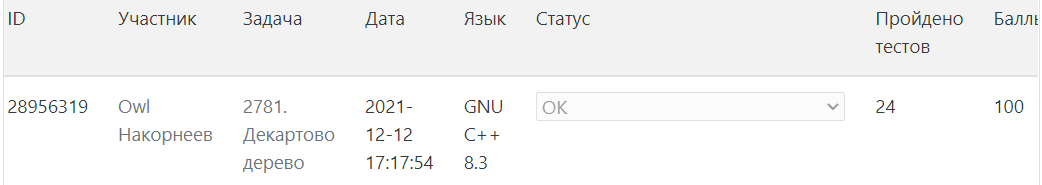 ID Участник Задача Дата Язык Статус Пройдено тестов Баллы
28956319 Owl Накорнеев 2781. Декартово дерево 2021-12-12 17:17:54 GNU C++ 8.3 OK 24 100